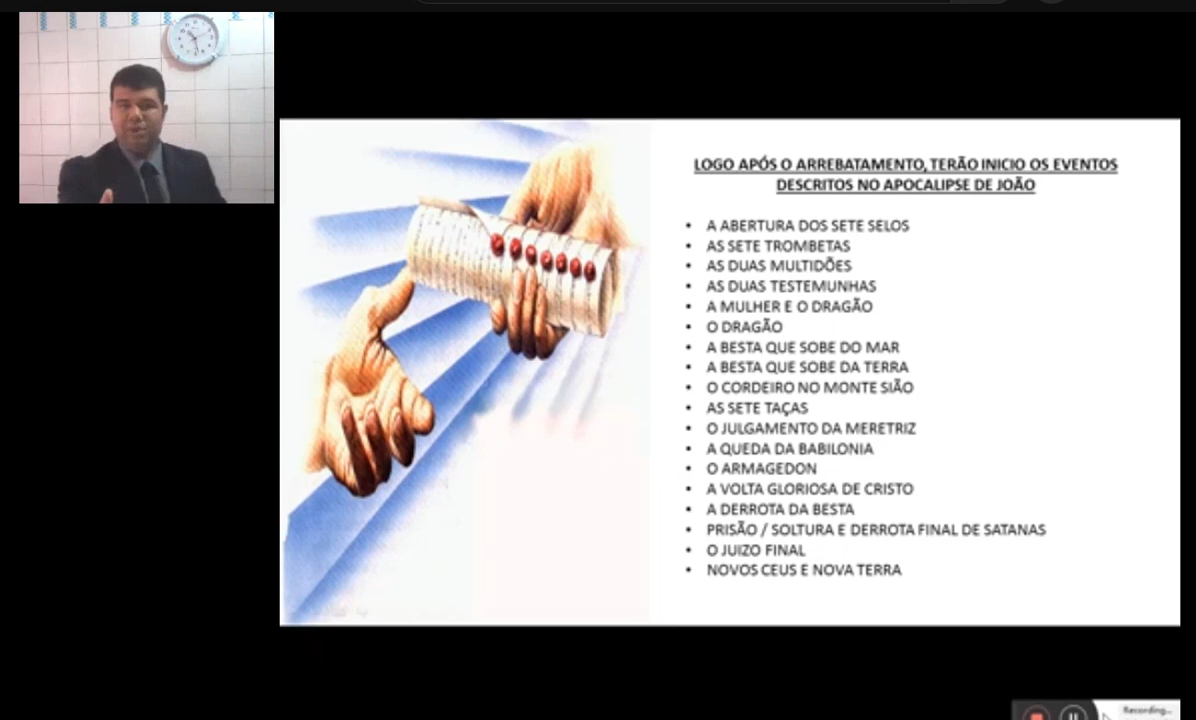 LOGO APÓS O ARREBATAMENTO, TERÃO INICIO OS EVENTOS
DESCRITOS NO APOCALIPSE DE JOÃO
• A ABERTURA DOS SETE SELOS
• AS SETE TROMBETAS
• AS DUAS MULTIDÕES
• AS DUAS TESTEMUNHAS
• A MULHER E O DRAGÃO
• O DRAGÃO
• A BESTA QUE SOBE DO MAR
• A BESTA QUE SOBE DA TERRA
• O CORDEIRO NO MONTE SIÃO
• AS SETE TAÇAS
• O JULGAMENTO DA MERETRIZ
• A QUEDA DA BABILONIA
• O ARMAGEDON
• A VOLTA GLORIOSA DE CRISTO
• A DERROTA DA BESTA
• PRISÃO / SOLTURA E DERROTA FINAL DE SATANAS
• O JUIZO FINAL
• NOVOS CEUS E NOVA TERRA
Recording...